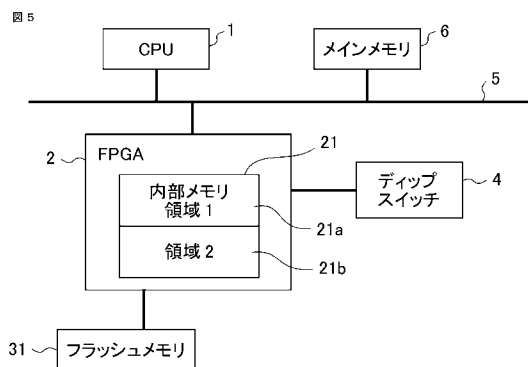 図5
1
CPU
6
メインメモリ
5
2
FPGA
21
内部メモリ
領域1
21a
領域2
21b
ディップ
スイッチ
4
31
フラッシュメモリ